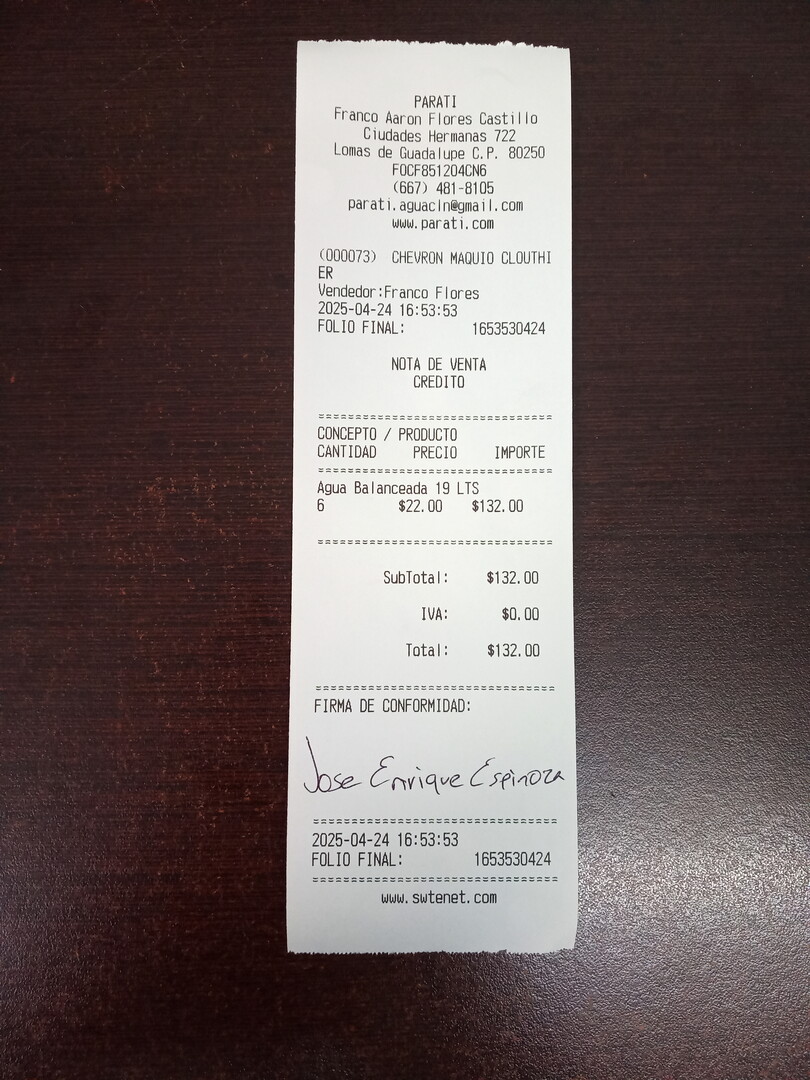 PARATI
Franco Aaron Flores Castillo
Ciudades Hermanas 722
Lomas de Guadalupe C.P. 80250
FOCF851204CN6
(667) 481-8105
parati.aguacln@gmail.com
www.parati.com
(000073) CHEVRON MAQUIO CLOUTHI
ER
Vendedor:Franco Flores
2025-04-24 16:53:53
FOLIO FINAL: 1653530424
NOTA DE VENTA
CREDITO
===============================
CONCEPTO / PRODUCTO
CANTIDAD PRECIO IMPORTE
===============================
Agua Balanceada 19 LTS
6 $22.00 $132.00
===============================
SubTotal: $132.00
IVA: $0.00
Total: $132.00
===============================
FIRMA DE CONFORMIDAD:
Jose Enrique Espinoza
===============================
2025-04-24 16:53:53
FOLIO FINAL: 1653530424
===============================
www.swtenet.com